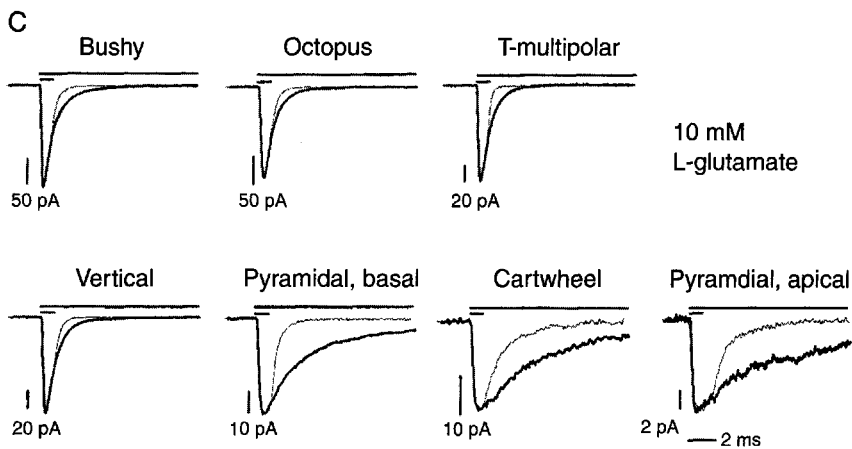 C
Bushy
Octopus
T-multipolar
10 mM
L-glutamate
50 pA
50 pA
20 pA
Vertical
Pyramidal, basal
Cartwheel
Pyramdial, apical
20 pA
10 pA
10 pA
2 pA
2 ms